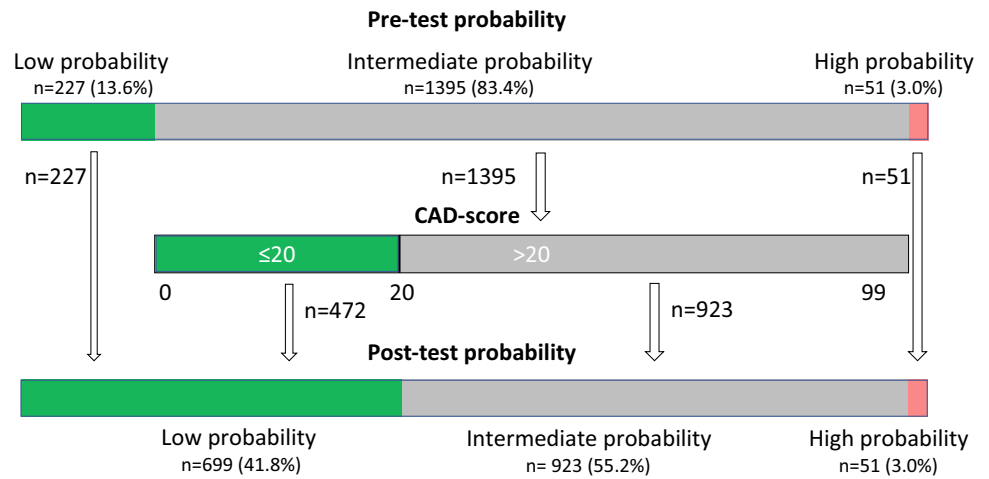 Pre-test probability
Low probability
n=227 (13.6%)
Intermediate probability
n=1395 (83.4%)
High probability
n=51 (3.0%)
n=227
n=1395
n=51
CAD-score
≤20
>20
0
20
99
n=472
n=923
Post-test probability
Low probability
n=699 (41.8%)
Intermediate probability
n= 923 (55.2%)
High probability
n=51 (3.0%)